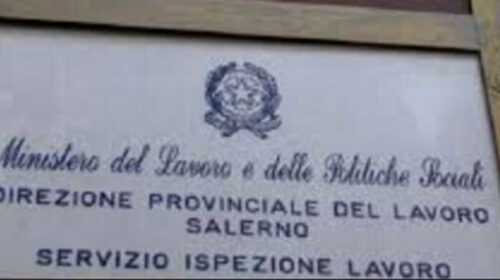 Ministero del Lavoro e delle Politiche Sociali
DIREZIONE PROVINCIALE DEL LAVORO
SALERNO
SERVIZIO ISPEZIONE LAVORO